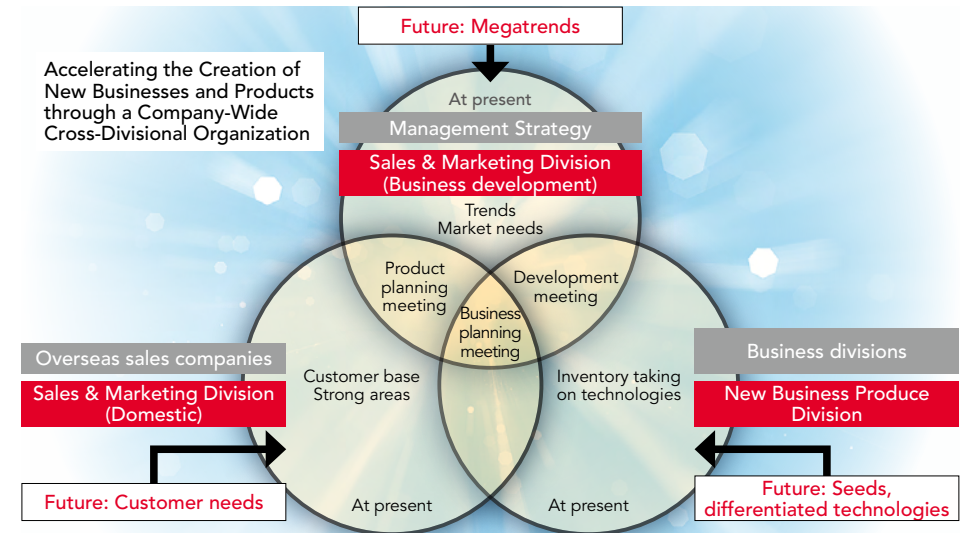 Future: Megatrends
Accelerating the Creation of
New Businesses and Products
through a Company-Wide
Cross-Divisional Organization
At present
Management Strategy
Sales & Marketing Division
(Business development)
Trends
Market needs
Product
planning
meeting
Development
meeting
Business
planning
meeting
Overseas sales companies
Sales & Marketing Division
(Domestic)
Customer base
Strong areas
Inventory taking
on technologies
Business divisions
New Business Produce
Division
Future: Customer needs
At present
At present
Future: Seeds,
differentiated technologies